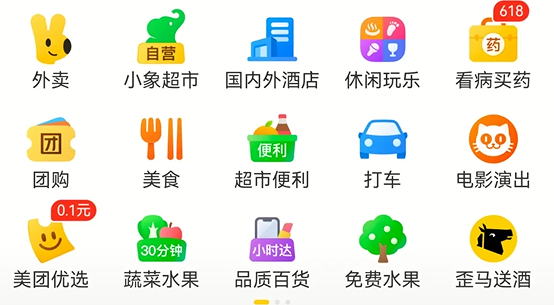 618
自营
药
外卖 小象超市 国内外酒店 休闲玩乐 看病买药
团
便利
团购 美食 超市便利 打车 电影演出
0.1元
30分钟
小时达
美团优选 蔬菜水果 品质百货 免费水果 歪马送酒